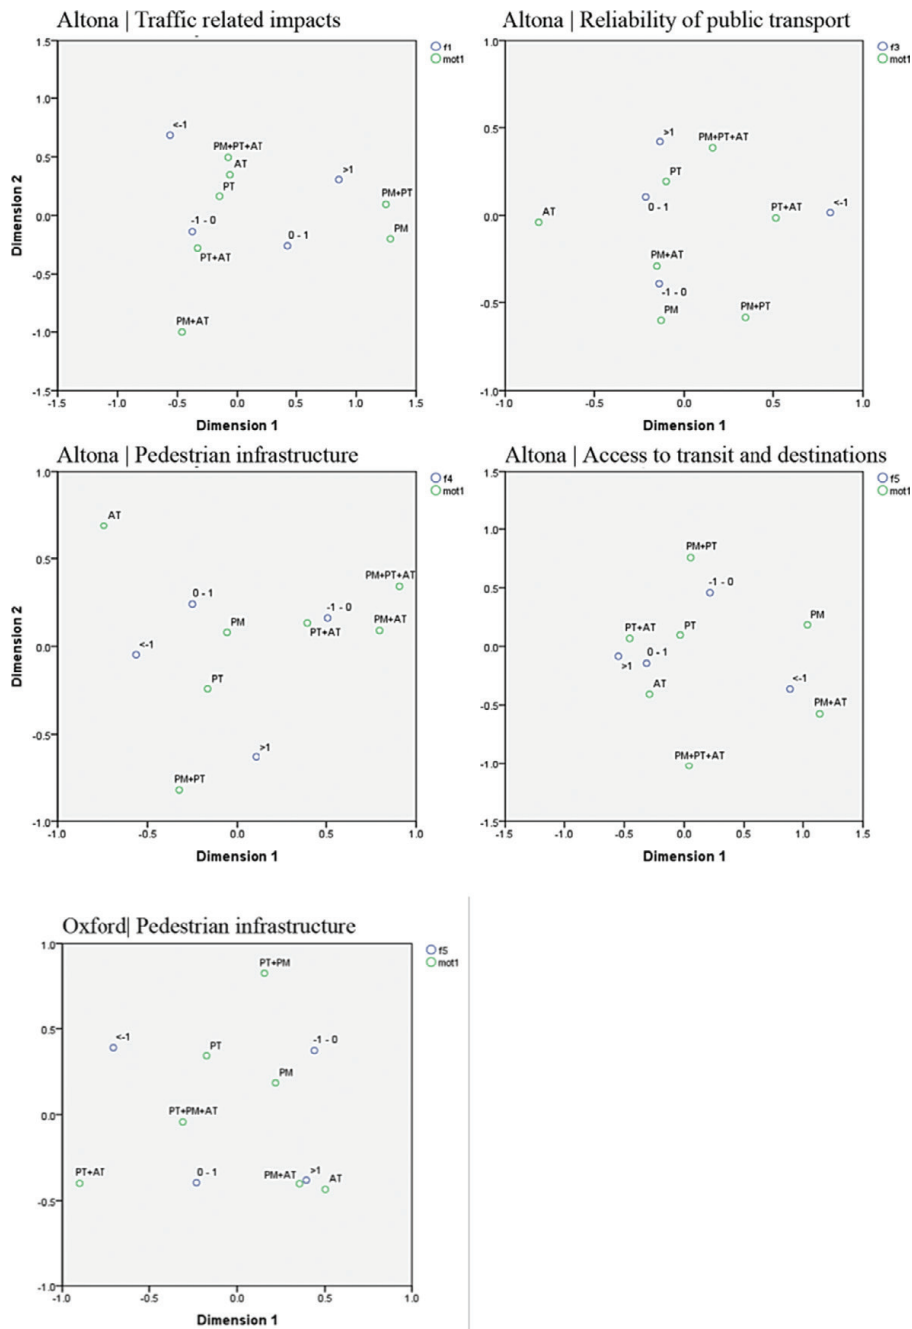 Altona | Traffic related impacts
f1
mot1
1.5
1.0
0.5
0.0
-0.5
-1.0
-1.5
Dimension 2
<-1
PM+PT+AT
AT
PT
>1
PM+PT
PM
-1 - 0
0 - 1
PT+AT
PM+AT
-1.5
-1.0
-0.5
0.0
0.5
1.0
1.5
Dimension 1
Altona | Reliability of public transport
f3
mot1
1.0
0.5
0.0
-0.5
-1.0
>1
PM+PT+AT
PT
0 - 1
AT
PT+AT
<-1
PM+AT
-1 - 0
PM
PM+PT
-1.0
-0.5
0.0
0.5
1.0
Dimension 1
Altona | Pedestrian infrastructure
f4
mot1
1.0
0.5
0.0
-0.5
-1.0
Dimension 2
AT
PM+PT+AT
0 - 1
-1 - 0
PM
PT+AT
PM+AT
<-1
PT
>1
PM+PT
-1.0
-0.5
0.0
0.5
1.0
Dimension 1
Altona | Access to transit and destinations
f5
mot1
1.5
1.0
0.5
0.0
-0.5
-1.0
-1.5
PM+PT
-1 - 0
PM
PT+AT
PT
0 - 1
>1
AT
<-1
PM+AT
PM+PT+AT
-1.5
-1.0
-0.5
0.0
0.5
1.0
1.5
Dimension 1
Oxford| Pedestrian infrastructure
f5
mot1
1.0
0.5
0.0
-0.5
-1.0
PT+PM
<-1
PT
-1 - 0
PM
PT+PM+AT
PT+AT
0 - 1
PM+AT
>1
AT
-1.0
-0.5
0.0
0.5
1.0
Dimension 1